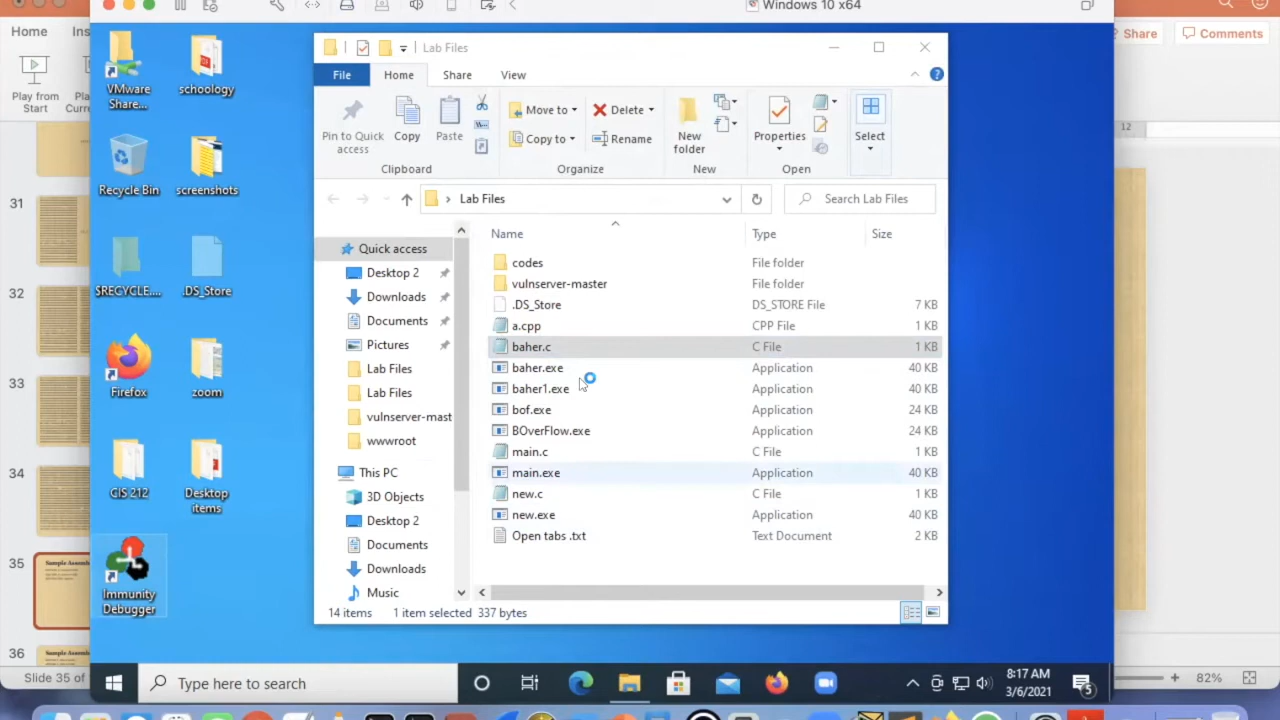 Windows 10 x64
Home
Ins
Share
Comments
Play from
Start
Pla
Curre
12
31
32
33
34
35
Sample Assemb
36
Slide 35 of
82%
VMware
Share...
schoology
Recycle Bin
screenshots
$RECYCLE....
.DS_Store
Firefox
zoom
CIS 212
Desktop
items
Immunity
Debugger
Lab Files
File
Home
Share
View
Pin to Quick
access
Copy
Paste
Move to
Copy to
Delete
Rename
New
folder
Properties
Select
Clipboard
Organize
New
Open
Lab Files
Search Lab Files
Quick access
Desktop 2
Downloads
Documents
Pictures
Lab Files
Lab Files
vulnserver-mast
wwwroot
This PC
3D Objects
Desktop 2
Documents
Downloads
Music
Name Type Size
codes File folder
vulnserver-master File folder
.DS_Store DS_STORE File 7 KB
a.cpp CPP File 1 KB
baher.c C File 1 KB
baher.exe Application 40 KB
baher1.exe Application 40 KB
bof.exe Application 24 KB
BOverFlow.exe Application 24 KB
main.c C File 1 KB
main.exe Application 40 KB
new.c C File 1 KB
new.exe Application 40 KB
Open tabs .txt Text Document 2 KB
14 items 1 item selected 337 bytes
Type here to search
8:17 AM
3/6/2021
5